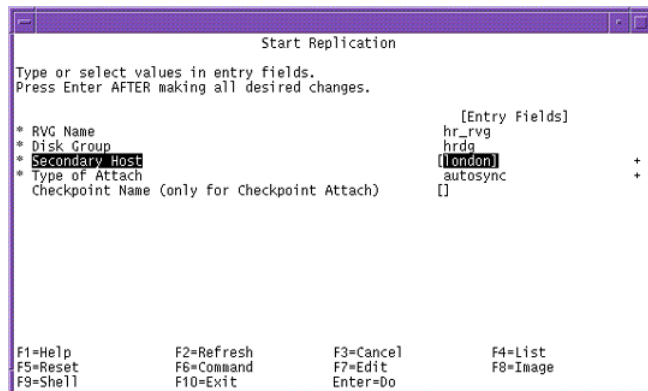 Start Replication
Type or select values in entry fields.
Press Enter AFTER making all desired changes.
[Entry Fields]
* RVG Name hr_rvg
* Disk Group hrdg
* Secondary Host [london] +
* Type of Attach autosync +
Checkpoint Name (only for Checkpoint Attach) []
F1=Help F2=Refresh F3=Cancel F4=List
F5=Reset F6=Command F7=Edit F8=Image
F9=Shell F10=Exit Enter=Do